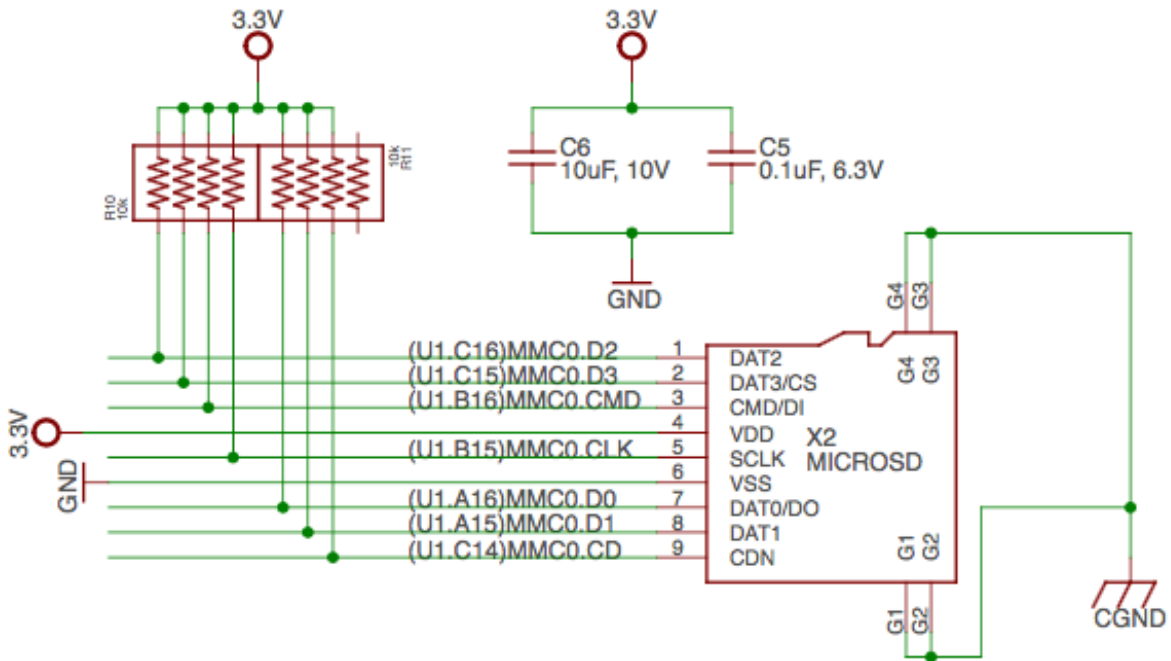 3.3V
3.3V
10k
R11
R10
10k
C6
10uF, 10V
C5
0.1uF, 6.3V
GND
G4
G3
(U1.C16)MMC0.D2
1
DAT2
G4
G3
(U1.C15)MMC0.D3
2
DAT3/CS
(U1.B16)MMC0.CMD
3
CMD/DI
3.3V
4
VDD
X2
MICROSD
(U1.B15)MMC0.CLK
5
SCLK
GND
6
VSS
(U1.A16)MMC0.D0
7
DAT0/DO
(U1.A15)MMC0.D1
8
DAT1
G1
G2
(U1.C14)MMC0.CD
9
CDN
G1
G2
CGND